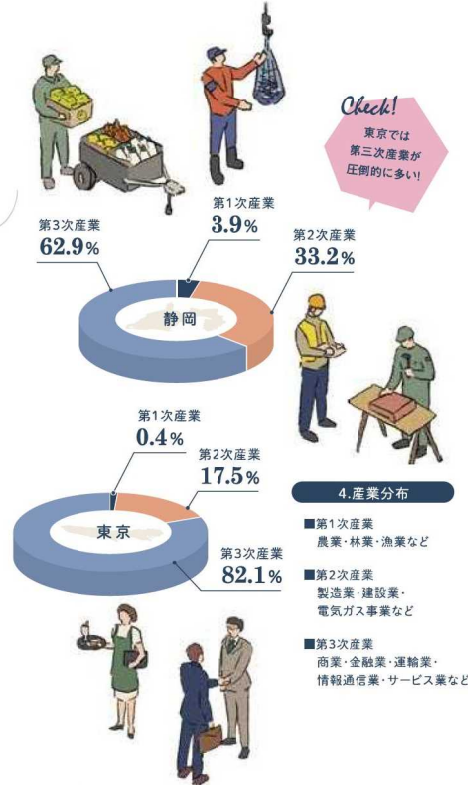 Check!
東京では
第三次産業が
圧倒的に多い!
第1次産業
3.9%
第3次産業
62.9%
第2次産業
33.2%
静岡
第1次産業
0.4%
第2次産業
17.5%
東京
第3次産業
82.1%
4.産業分布
■第1次産業
農業・林業・漁業など
■第2次産業
製造業 建設業・
電気ガス事業など
■第3次産業
商業・金融業・運輸業・
情報通信業・サービス業など